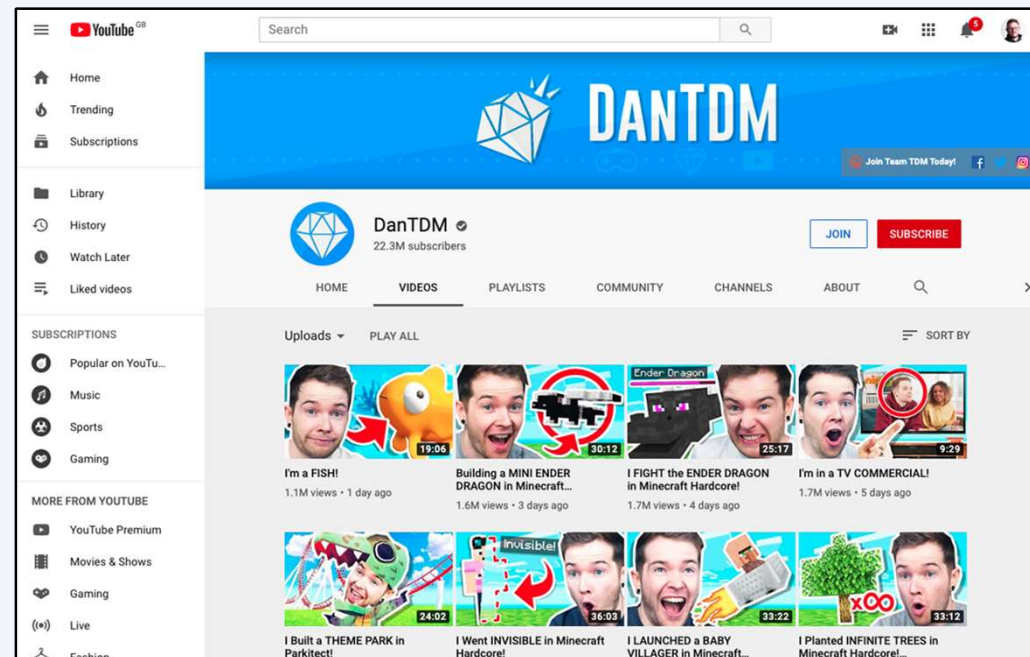 YouTube GB
Search
5
Home
Trending
Subscriptions
Library
History
Watch Later
Liked videos
SUBSCRIPTIONS
Popular on YouTu...
Music
Sports
Gaming
MORE FROM YOUTUBE
YouTube Premium
Movies & Shows
Gaming
Live
Fashion
DANTDM
Join Team TDM Today!
DanTDM
22.3M subscribers
JOIN
SUBSCRIBE
HOME
VIDEOS
PLAYLISTS
COMMUNITY
CHANNELS
ABOUT
Uploads
PLAY ALL
SORT BY
19:06
I'm a FISH!
1.1M views • 1 day ago
30:12
Building a MINI ENDER
DRAGON in Minecraft...
1.6M views • 3 days ago
Ender Dragon
25:17
I FIGHT the ENDER DRAGON
in Minecraft Hardcore!
1.7M views • 4 days ago
9:29
I'm in a TV COMMERCIAL!
1.7M views • 5 days ago
24:02
I Built a THEME PARK in
Parkitect!
Invisible!
36:03
I Went INVISIBLE in Minecraft
Hardcore!
33:22
I LAUNCHED a BABY
VILLAGER in Minecraft...
x∞
33:12
I Planted INFINITE TREES in
Minecraft Hardcore!...